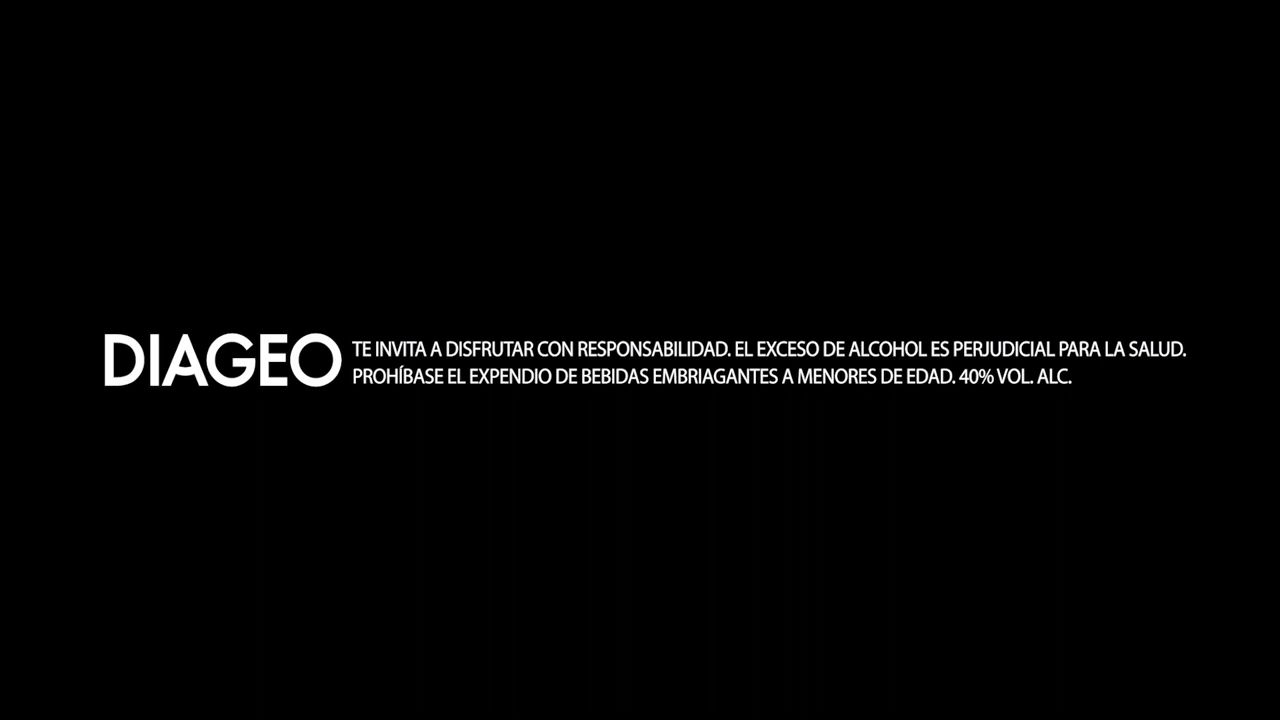 DIAGEO
TE INVITA A DISFRUTAR CON RESPONSABILIDAD. EL EXCESO DE ALCOHOL ES PERJUDICIAL PARA LA SALUD.
PROHÍBASE EL EXPENDIO DE BEBIDAS EMBRIAGANTES A MENORES DE EDAD. 40% VOL. ALC.